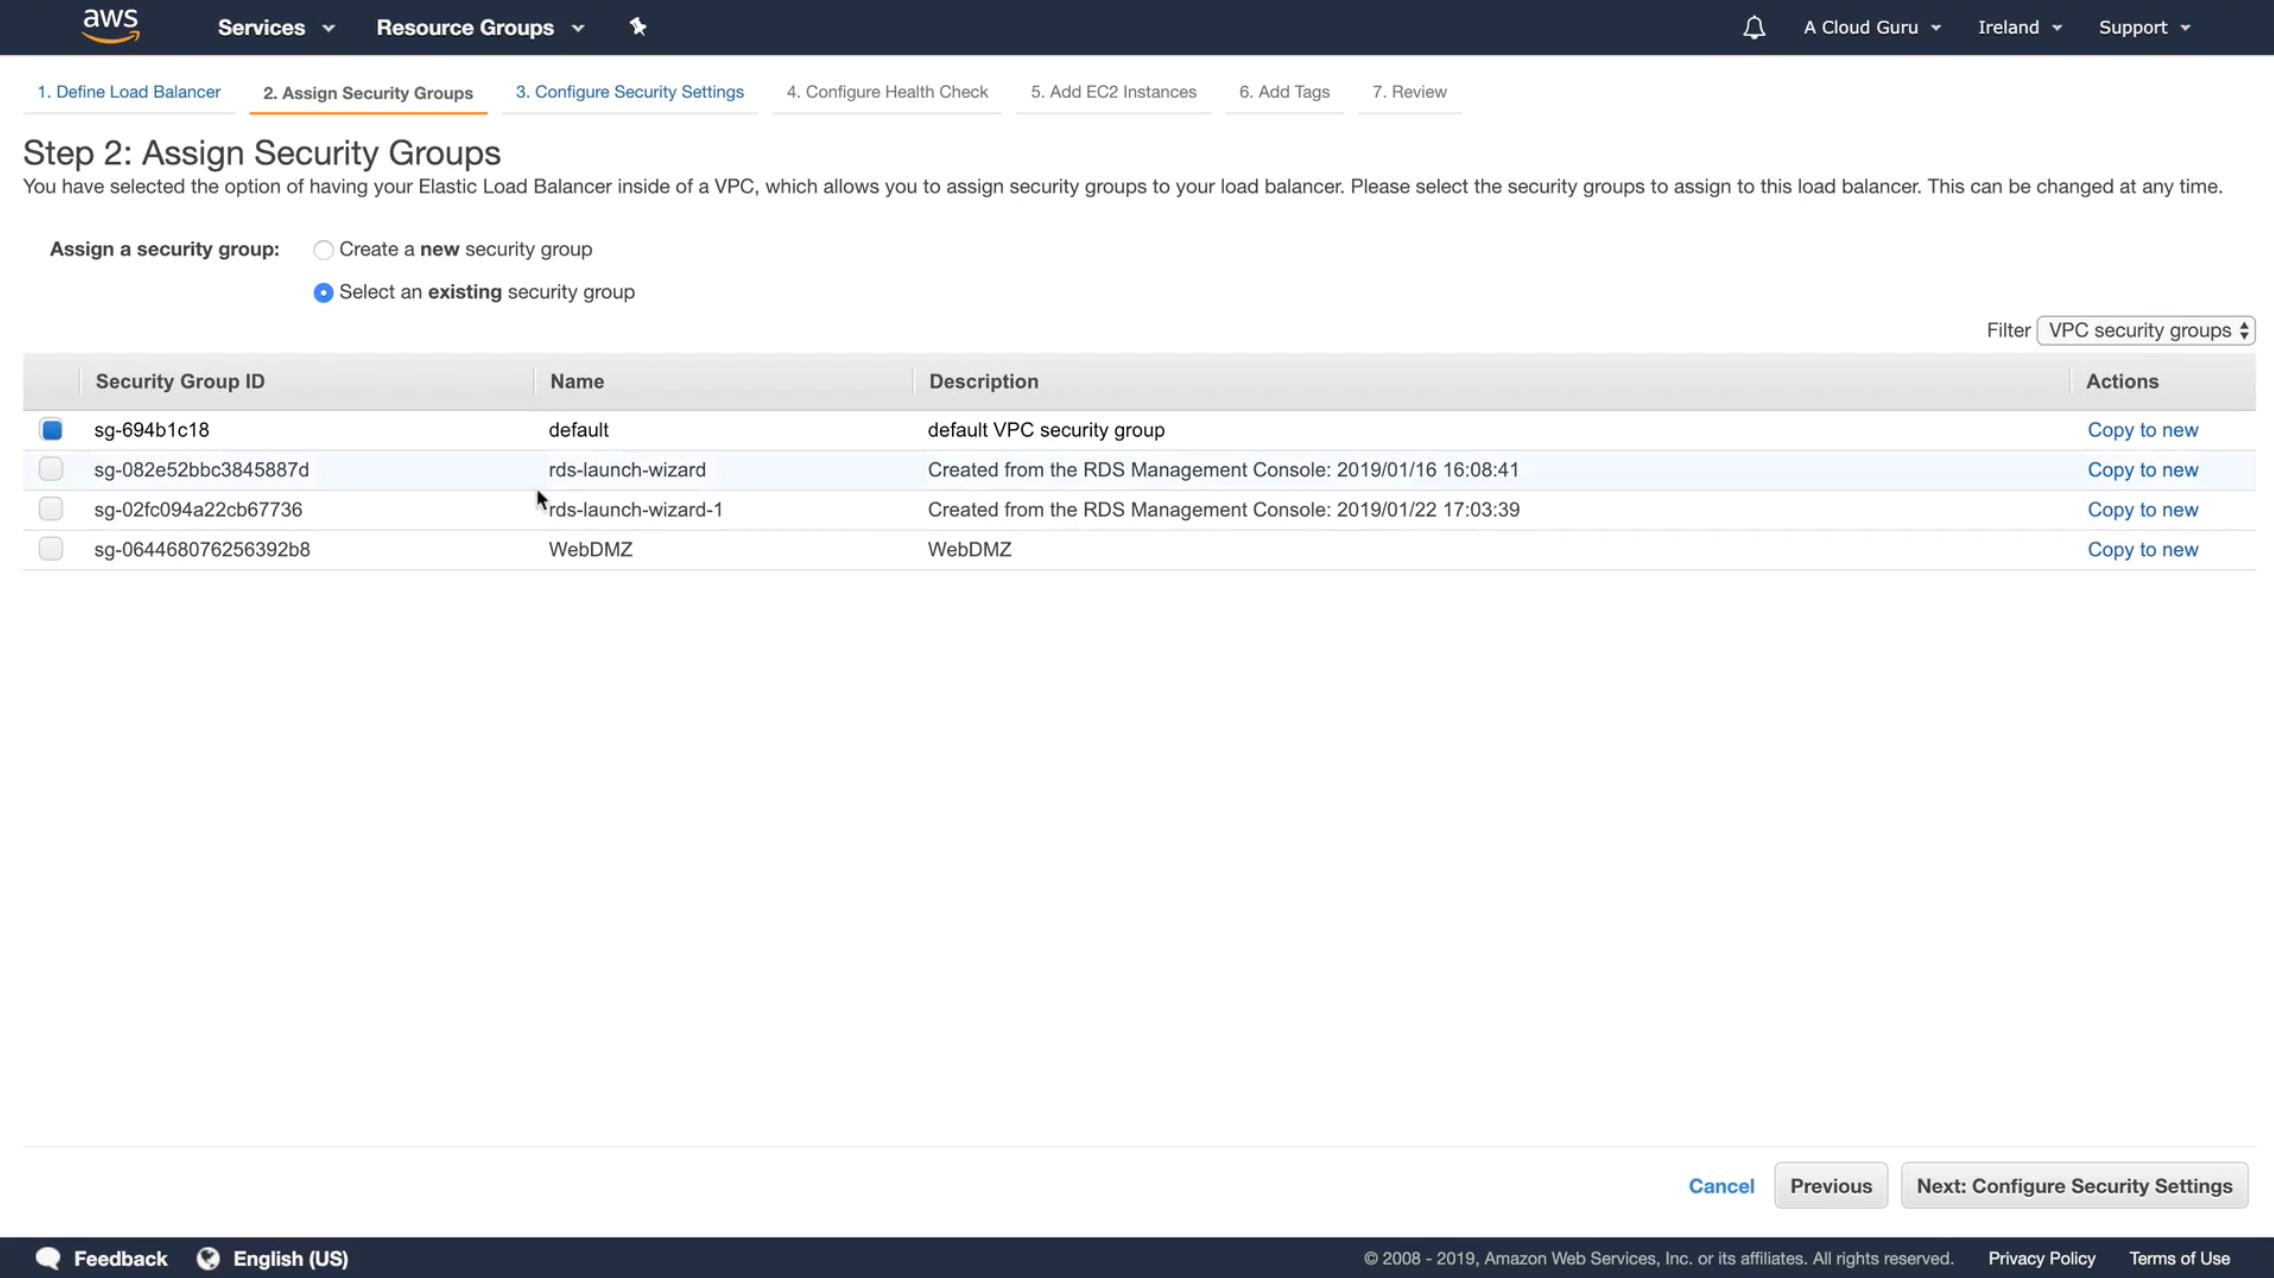 aws Services Resource Groups A Cloud Guru Ireland Support
1. Define Load Balancer 2. Assign Security Groups 3. Configure Security Settings 4. Configure Health Check 5. Add EC2 Instances 6. Add Tags 7. Review
Step 2: Assign Security Groups
You have selected the option of having your Elastic Load Balancer inside of a VPC, which allows you to assign security groups to your load balancer. Please select the security groups to assign to this load balancer. This can be changed at any time.
Assign a security group: Create a new security group
Select an existing security group
Filter VPC security groups
Security Group ID Name Description Actions
sg-694b1c18 default default VPC security group Copy to new
sg-082e52bbc3845887d rds-launch-wizard Created from the RDS Management Console: 2019/01/16 16:08:41 Copy to new
sg-02fc094a22cb67736 rds-launch-wizard-1 Created from the RDS Management Console: 2019/01/22 17:03:39 Copy to new
sg-064468076256392b8 WebDMZ WebDMZ Copy to new
Cancel Previous Next: Configure Security Settings
Feedback English (US) © 2008 - 2019, Amazon Web Services, Inc. or its affiliates. All rights reserved. Privacy Policy Terms of Use